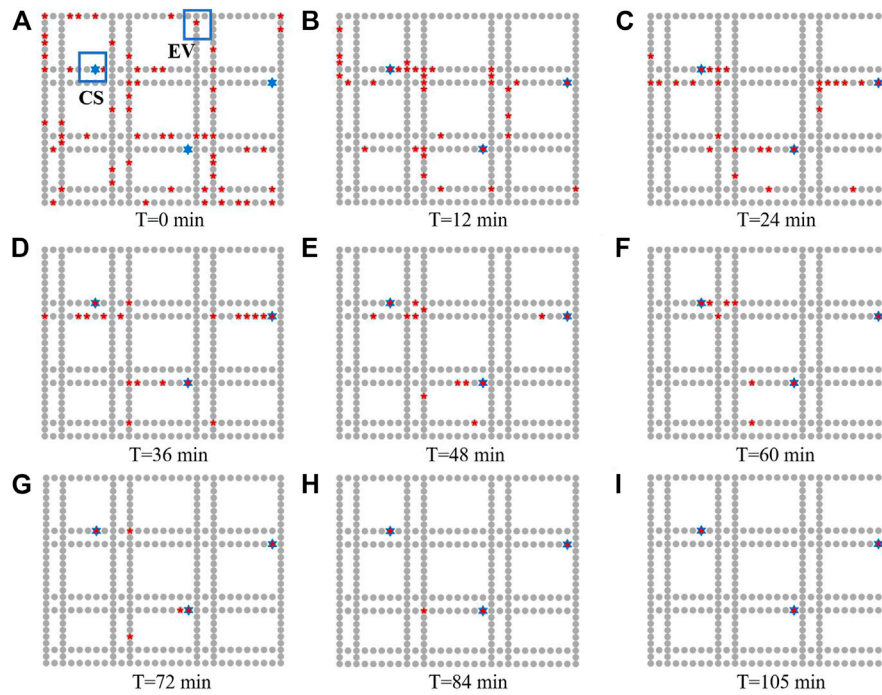 A
B
C
EV
CS
T=0 min
T=12 min
T=24 min
D
E
F
T=36 min
T=48 min
T=60 min
G
H
I
T=72 min
T=84 min
T=105 min